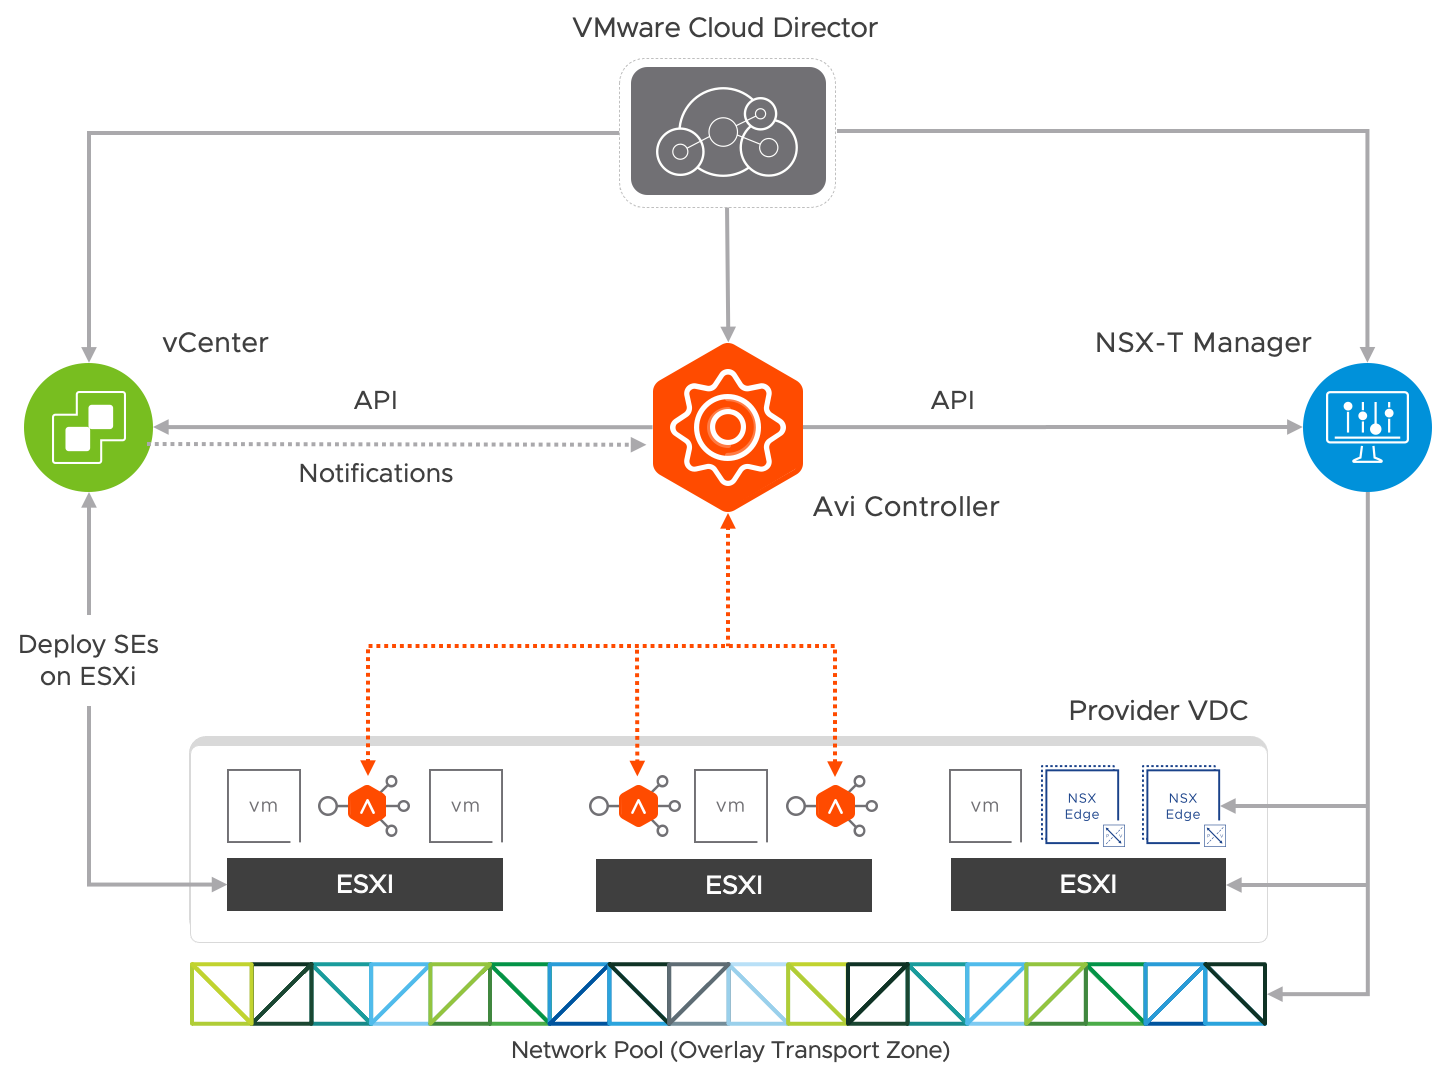 VMware Cloud Director
vCenter
NSX-T Manager
API
API
Notifications
Avi Controller
Deploy SEs
on ESXi
Provider VDC
vm
vm
vm
vm
NSX
Edge
NSX
Edge
ESXI
ESXI
ESXI
Network Pool (Overlay Transport Zone)